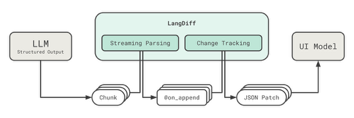 LangDiff
LLM
Structured Output
Streaming Parsing
Change Tracking
UI Model
Chunk
@on_append
JSON Patch